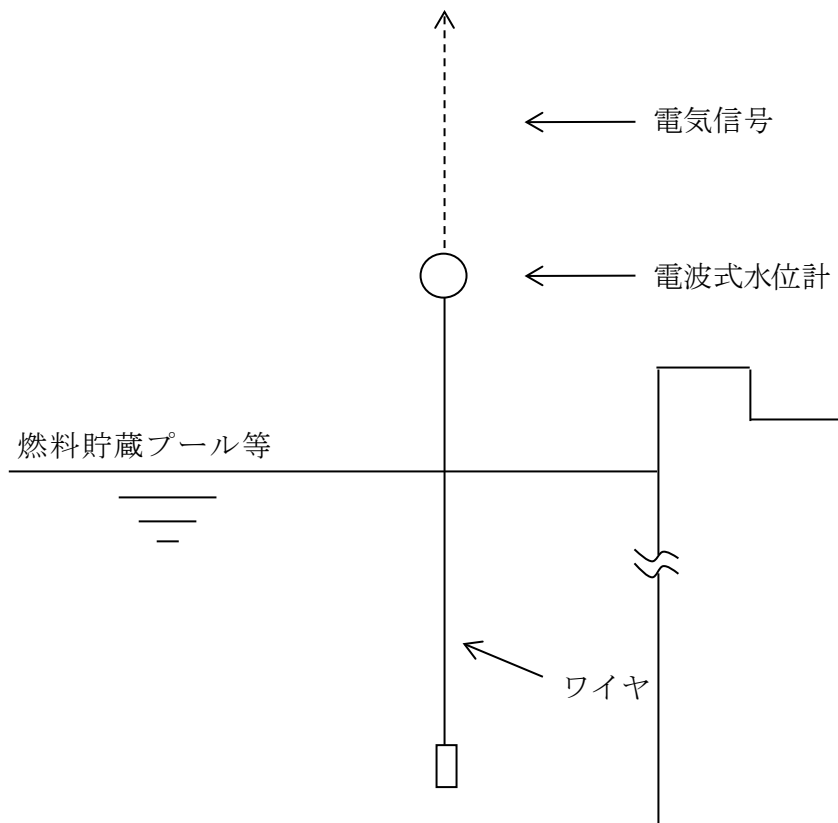 電気信号
電波式水位計
燃料貯蔵プール等
ワイヤ